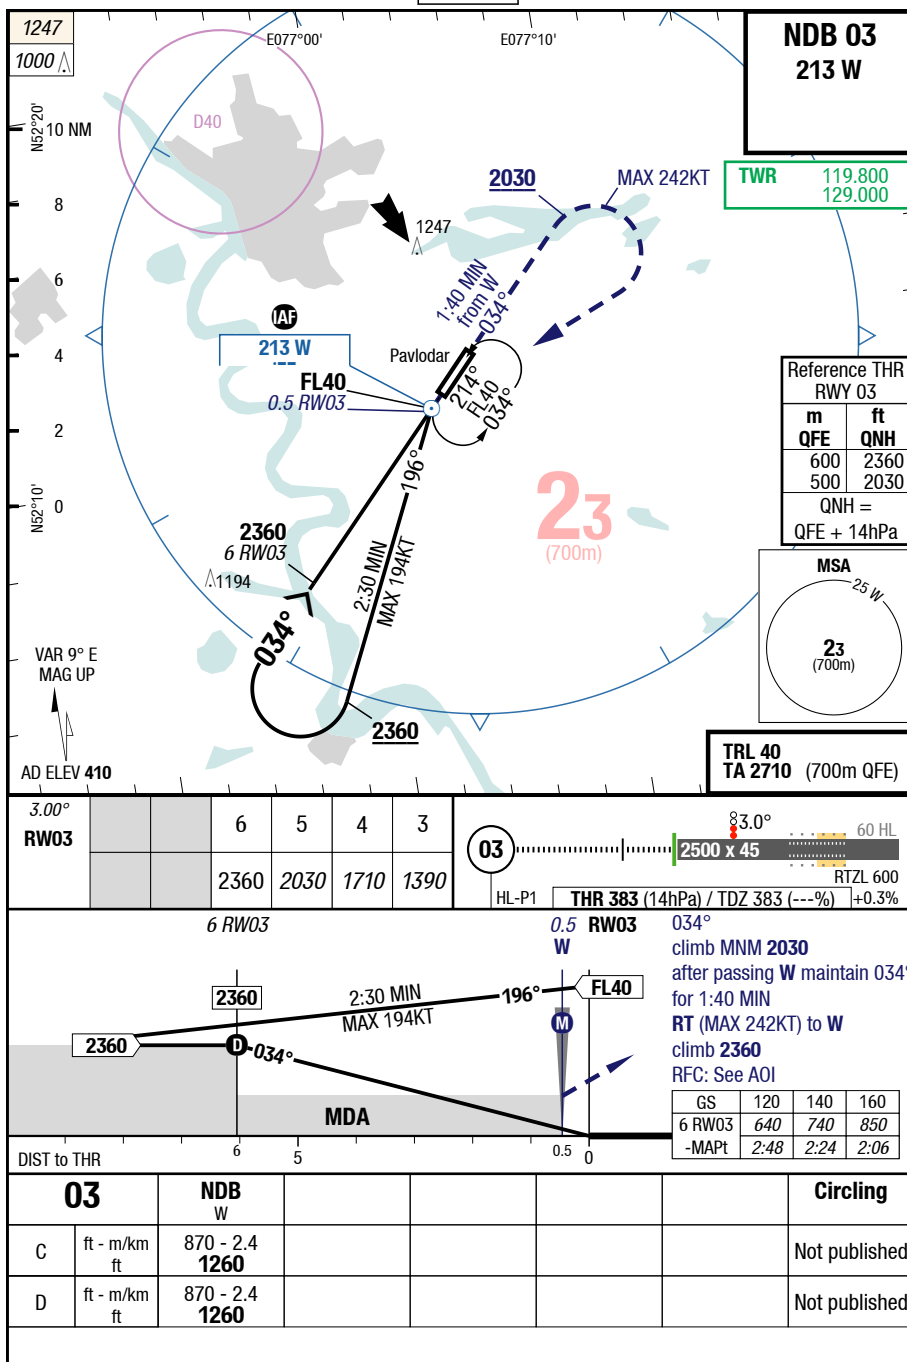 1247
1000
E077°00'
E077°10'
NDB 03
213 W
N52°20'
10 NM
D40
TWR 119.800
129.000
2030
MAX 242KT
8
1247
6
1:40 MIN
from W
034°
IAF
213 W
4
Pavlodar
FL40
0.5 RW03
214°
FL40
034°
Reference THR
RWY 03
m ft
QFE QNH
600 2360
500 2030
QNH =
QFE + 14hPa
2
196°
N52°10'
0
23
(700m)
2360
6 RW03
1194
2:30 MIN
MAX 194KT
MSA
25 W
23
(700m)
034°
VAR 9° E
MAG UP
2360
AD ELEV 410
TRL 40
TA 2710 (700m QFE)
3.00°
RW03
6 5 4 3
2360 2030 1710 1390
03
3.0°
60 HL
2500 x 45
RTZL 600
HL-P1
THR 383 (14hPa) / TDZ 383 (---%)
+0.3%
6 RW03
0.5 RW03
W
034°
climb MNM 2030
after passing W maintain 034°
for 1:40 MIN
RT (MAX 242KT) to W
climb 2360
RFC: See AOI
2360
2:30 MIN
MAX 194KT
196°
FL40
2360
D
034°
M
MDA
GS 120 140 160
6 RW03 640 740 850
-MAPt 2:48 2:24 2:06
DIST to THR
6 5 0.5 0
03 NDB Circling
W
C ft - m/km 870 - 2.4 Not published
ft 1260
D ft - m/km 870 - 2.4 Not published
ft 1260